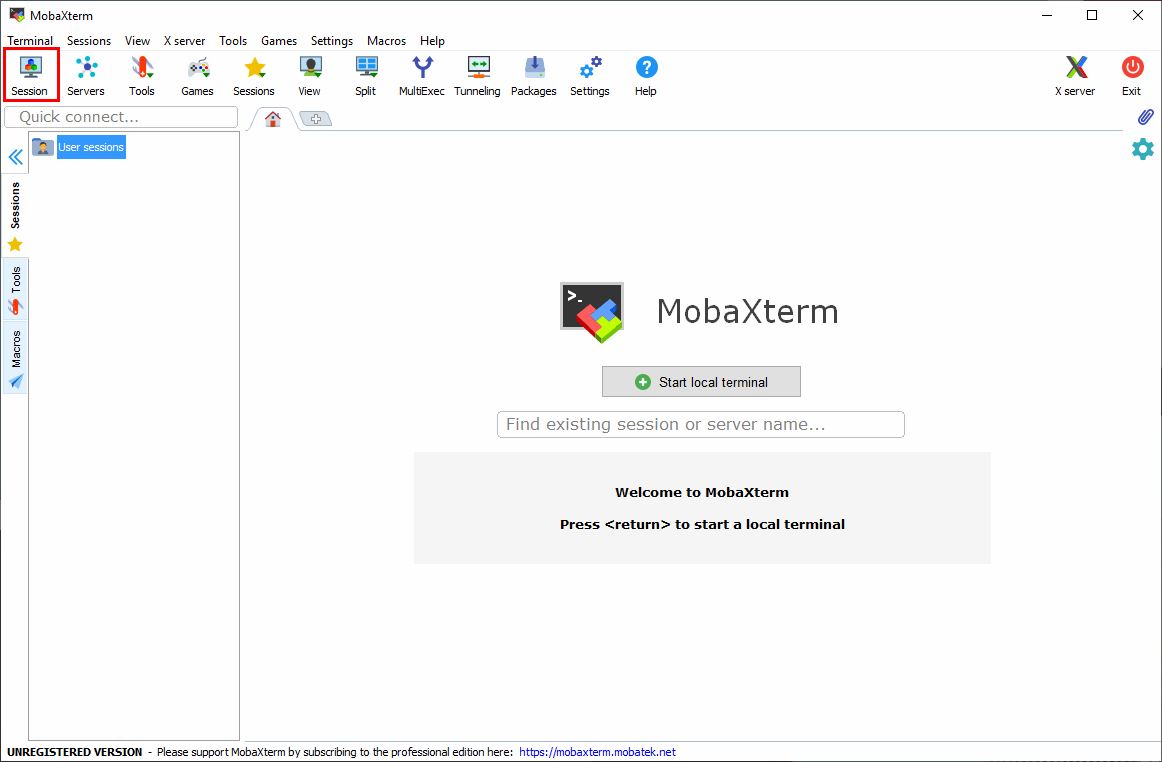 MobaXterm
Terminal Sessions View X server Tools Games Settings Macros Help
Session Servers Tools Games Sessions View Split MultiExec Tunneling Packages Settings Help X server Exit
Quick connect...
User sessions
Sessions
Tools
Macros
>_
MobaXterm
Start local terminal
Find existing session or server name...
Welcome to MobaXterm
Press <return> to start a local terminal
UNREGISTERED VERSION - Please support MobaXterm by subscribing to the professional edition here: https://mobaxterm.mobatek.net